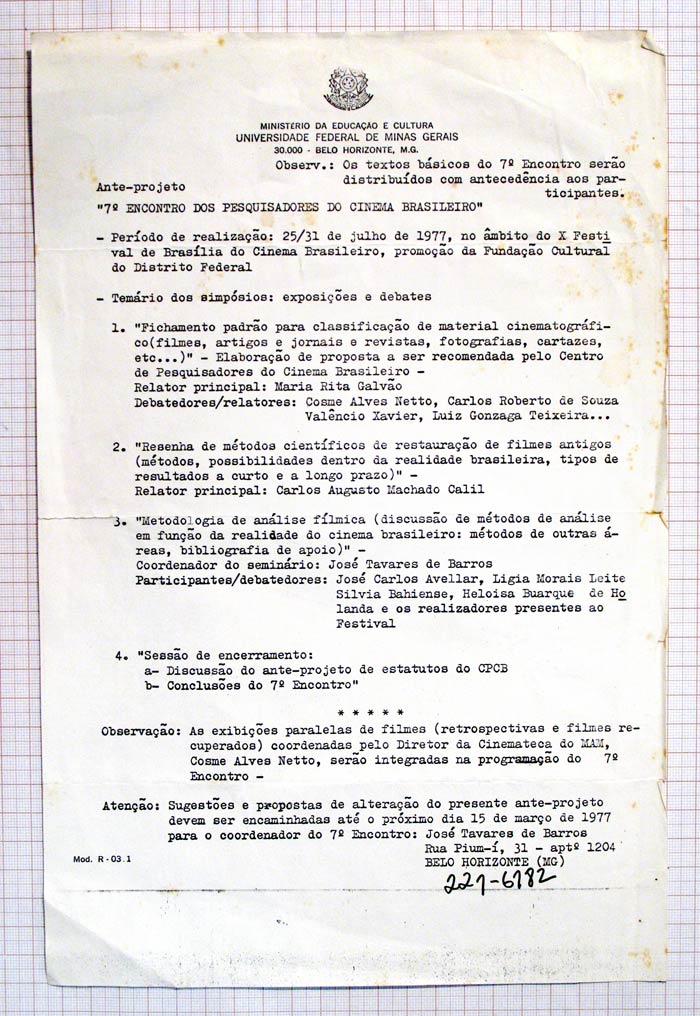 MINISTÉRIO DA EDUCAÇÃO E CULTURA
UNIVERSIDADE FEDERAL DE MINAS GERAIS
30.000 - BELO HORIZONTE, M.G.
Observ.: Os textos básicos do 7º Encontro serão
distribuídos com antecedência aos par-
ticipantes.
Ante-projeto
"7º ENCONTRO DOS PESQUISADORES DO CINEMA BRASILEIRO"
- Período de realização: 25/31 de julho de 1977, no âmbito do X Festi
val de Brasília do Cinema Brasileiro, promoção da Fundação Cultural
do Distrito Federal
- Temário dos simpósios: exposições e debates
1. "Fichamento padrão para classificação de material cinematográfi-
co(filmes, artigos e jornais e revistas, fotografias, cartazes,
etc...)" - Elaboração de proposta a ser recomendada pelo Centro
de Pesquisadores do Cinema Brasileiro -
Relator principal: Maria Rita Galvão
Debatedores/relatores: Cosme Alves Netto, Carlos Roberto de Souza
Valêncio Xavier, Luiz Gonzaga Teixeira...
2. "Resenha de métodos científicos de restauração de filmes antigos
(métodos, possibilidades dentro da realidade brasileira, tipos de
resultados a curto e a longo prazo)" -
Relator principal: Carlos Augusto Machado Calil
3. "Metodologia de análise fílmica (discussão de métodos de análise
em função da realidade do cinema brasileiro: métodos de outras á-
reas, bibliografia de apoio)" -
Coordenador do seminário: José Tavares de Barros
Participantes/debatedores: José Carlos Avellar, Ligia Morais Leite
Silvia Bahiense, Heloisa Buarque de Ho
landa e os realizadores presentes ao
Festival
4. "Sessão de encerramento:
a- Discussão do ante-projeto de estatutos do CPCB
b- Conclusões do 7º Encontro"
* * * * *
Observação: As exibições paralelas de filmes (retrospectivas e filmes re-
cuperados) coordenadas pelo Diretor da Cinemateca do MAM,
Cosme Alves Netto, serão integradas na programação do 7º
Encontro -
Atenção: Sugestões e propostas de alteração do presente ante-projeto
devem ser encaminhadas até o próximo dia 15 de março de 1977
para o coordenador do 7º Encontro: José Tavares de Barros
Rua Pium-í, 31 - aptº 1204
Mod. R - 03.1
BELO HORIZONTE (MG)
221-6782